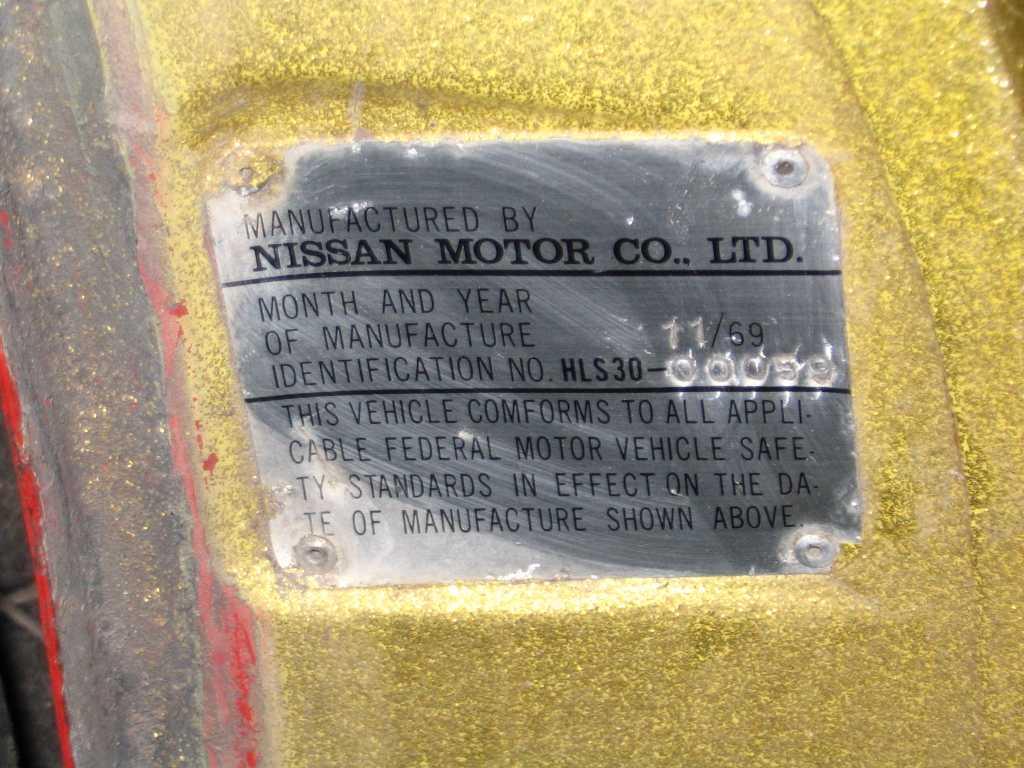 MANUFACTURED BY
NISSAN MOTOR CO., LTD.
MONTH AND YEAR
OF MANUFACTURE 11/69
IDENTIFICATION NO. HLS30-00059
THIS VEHICLE COMFORMS TO ALL APPLI-
CABLE FEDERAL MOTOR VEHICLE SAFE-
TY STANDARDS IN EFFECT ON THE DA-
TE OF MANUFACTURE SHOWN ABOVE.